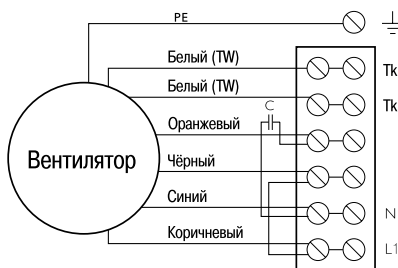 PE
Белый (TW)
Tk
Белый (TW)
Tk
C
Оранжевый
Вентилятор
Чёрный
Синий
N
Коричневый
L1